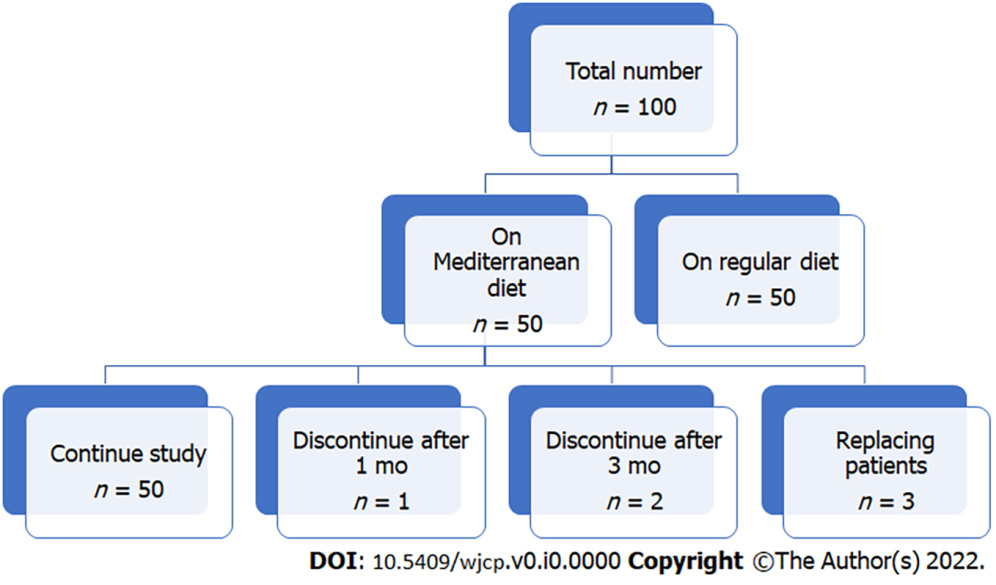 Total number
n = 100
On
Mediterranean
diet
n = 50
On regular diet
n = 50
Continue study
n = 50
Discontinue after
1 mo
n = 1
Discontinue after
3 mo
n = 2
Replacing
patients
n = 3
DOI: 10.5409/wjcp.v0.i0.0000 Copyright ©The Author(s) 2022.